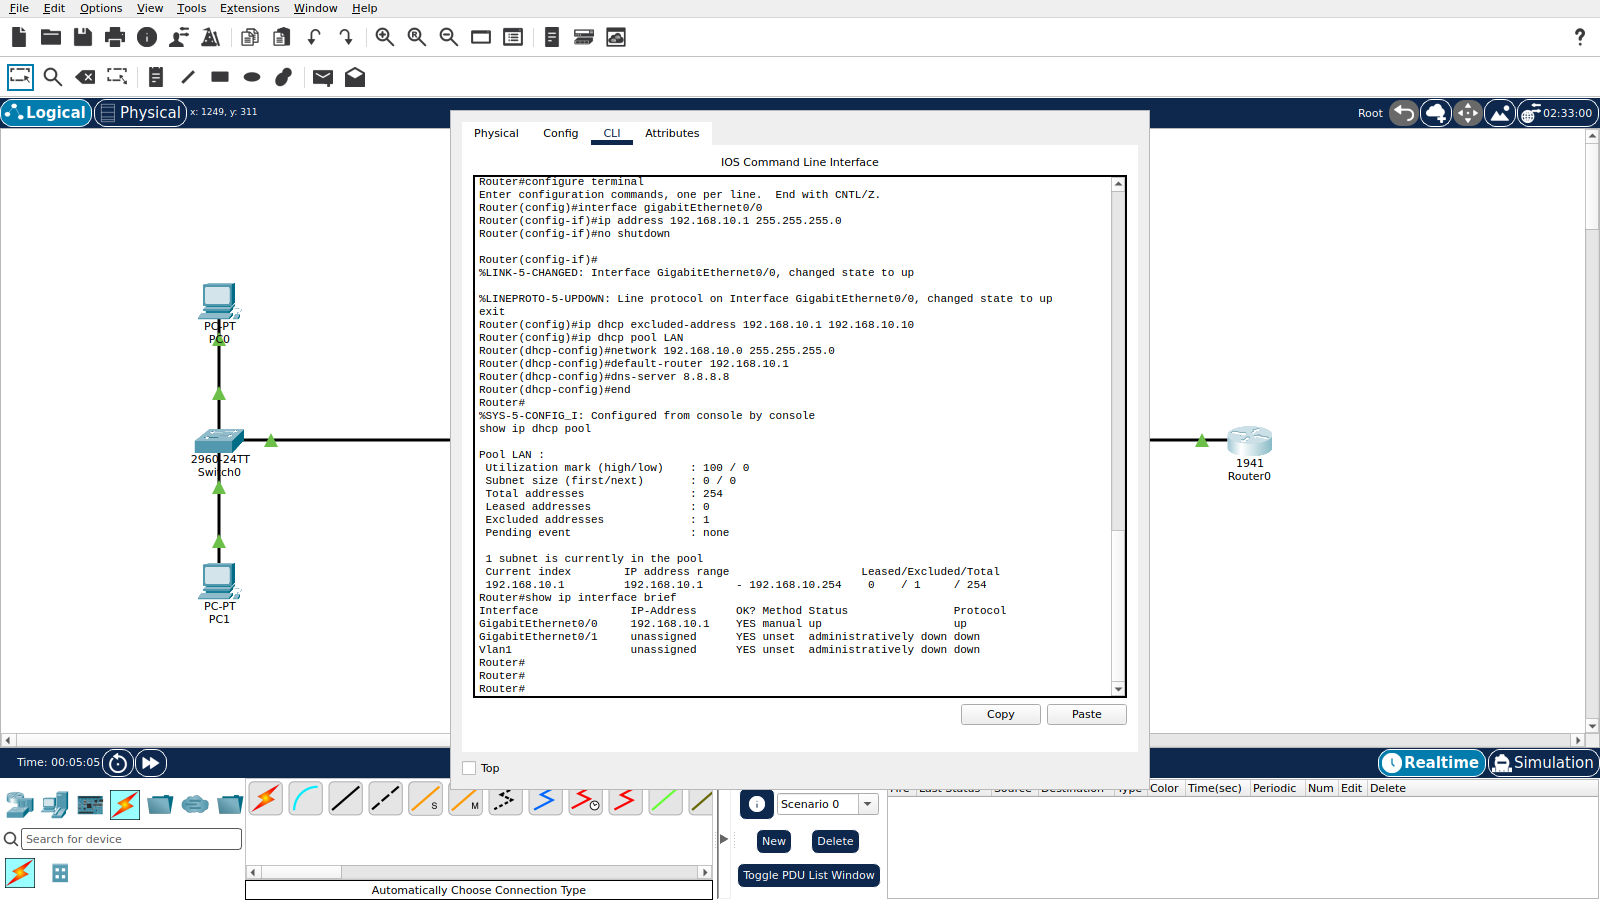 File Edit Options View Tools Extensions Window Help
Logical Physical x: 1249, y: 311 Root 02:33:00
Physical Config CLI Attributes
IOS Command Line Interface
Router#configure terminal
Enter configuration commands, one per line.  End with CNTL/Z.
Router(config)#interface gigabitEthernet0/0
Router(config-if)#ip address 192.168.10.1 255.255.255.0
Router(config-if)#no shutdown
Router(config-if)#
%LINK-5-CHANGED: Interface GigabitEthernet0/0, changed state to up
%LINEPROTO-5-UPDOWN: Line protocol on Interface GigabitEthernet0/0, changed state to up
exit
Router(config)#ip dhcp excluded-address 192.168.10.1 192.168.10.10
Router(config)#ip dhcp pool LAN
Router(dhcp-config)#network 192.168.10.0 255.255.255.0
Router(dhcp-config)#default-router 192.168.10.1
Router(dhcp-config)#dns-server 8.8.8.8
Router(dhcp-config)#end
Router#
%SYS-5-CONFIG_I: Configured from console by console
show ip dhcp pool
Pool LAN :
Utilization mark (high/low)    : 100 / 0
Subnet size (first/next)       : 0 / 0
Total addresses                : 254
Leased addresses               : 0
Excluded addresses             : 1
Pending event                  : none
1 subnet is currently in the pool
Current index        IP address range                    Leased/Excluded/Total
192.168.10.1         192.168.10.1     - 192.168.10.254    0    / 1     / 254
Router#show ip interface brief
Interface              IP-Address      OK? Method Status                Protocol
GigabitEthernet0/0     192.168.10.1    YES manual up                    up
GigabitEthernet0/1     unassigned      YES unset  administratively down down
Vlan1                  unassigned      YES unset  administratively down down
Router#
Router#
Router#
Copy Paste
Top
PC-PT
PC0
2960-24TT
Switch0
PC-PT
PC1
1941
Router0
Time: 00:05:05 Realtime Simulation
S M
Search for device
Automatically Choose Connection Type
Scenario 0
New Delete
Toggle PDU List Window
Fire Last Status Source Destination Type Color Time(sec) Periodic Num Edit Delete